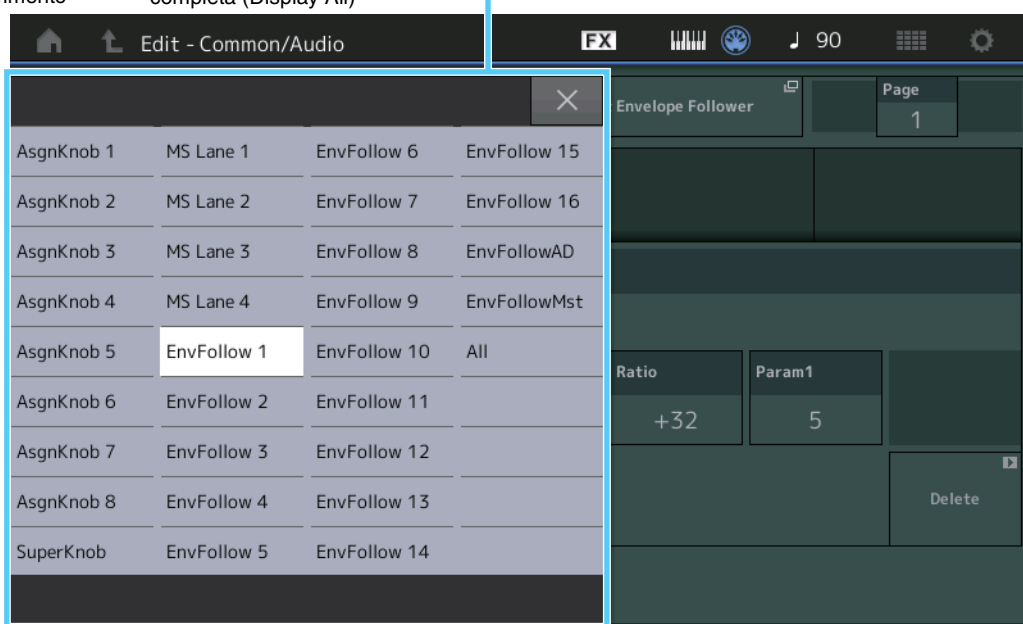 completa (Display All)
Edit - Common/Audio
FX
90
Envelope Follower
Page
1
AsgnKnob 1 MS Lane 1 EnvFollow 6 EnvFollow 15
AsgnKnob 2 MS Lane 2 EnvFollow 7 EnvFollow 16
AsgnKnob 3 MS Lane 3 EnvFollow 8 EnvFollowAD
AsgnKnob 4 MS Lane 4 EnvFollow 9 EnvFollowMst
AsgnKnob 5 EnvFollow 1 EnvFollow 10 All
AsgnKnob 6 EnvFollow 2 EnvFollow 11
AsgnKnob 7 EnvFollow 3 EnvFollow 12
AsgnKnob 8 EnvFollow 4 EnvFollow 13
SuperKnob EnvFollow 5 EnvFollow 14
Ratio
+32
Param1
5
Delete